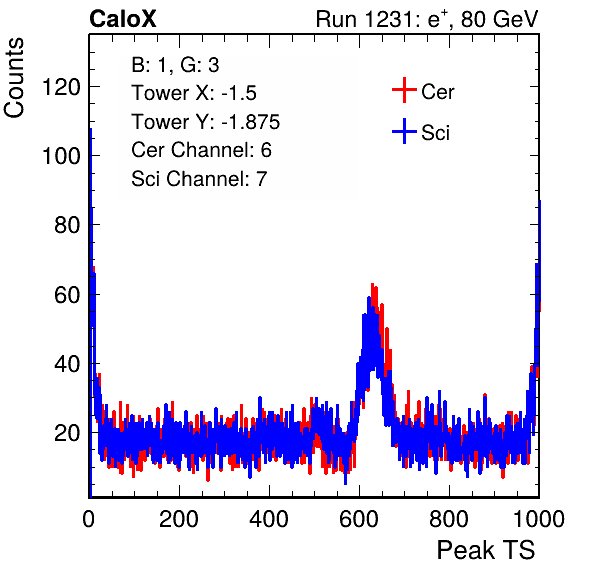 CaloX Run 1231: e+, 80 GeV
Counts
B: 1, G: 3
Tower X: -1.5
Tower Y: -1.875
Cer Channel: 6
Sci Channel: 7
Cer
Sci
120
100
80
60
40
20
0 200 400 600 800 1000
Peak TS